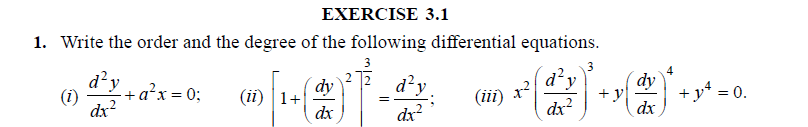 EXERCISE 3.1
1. Write the order and the degree of the following differential equations.
(i) \frac{d^2y}{dx^2} + a^2x = 0; (ii) \left[1+\left(\frac{dy}{dx}\right)^2\right]^{\frac{3}{2}} = \frac{d^2y}{dx^2}; (iii) x^2\left(\frac{d^2y}{dx^2}\right)^3 + y\left(\frac{dy}{dx}\right)^4 + y^4 = 0.